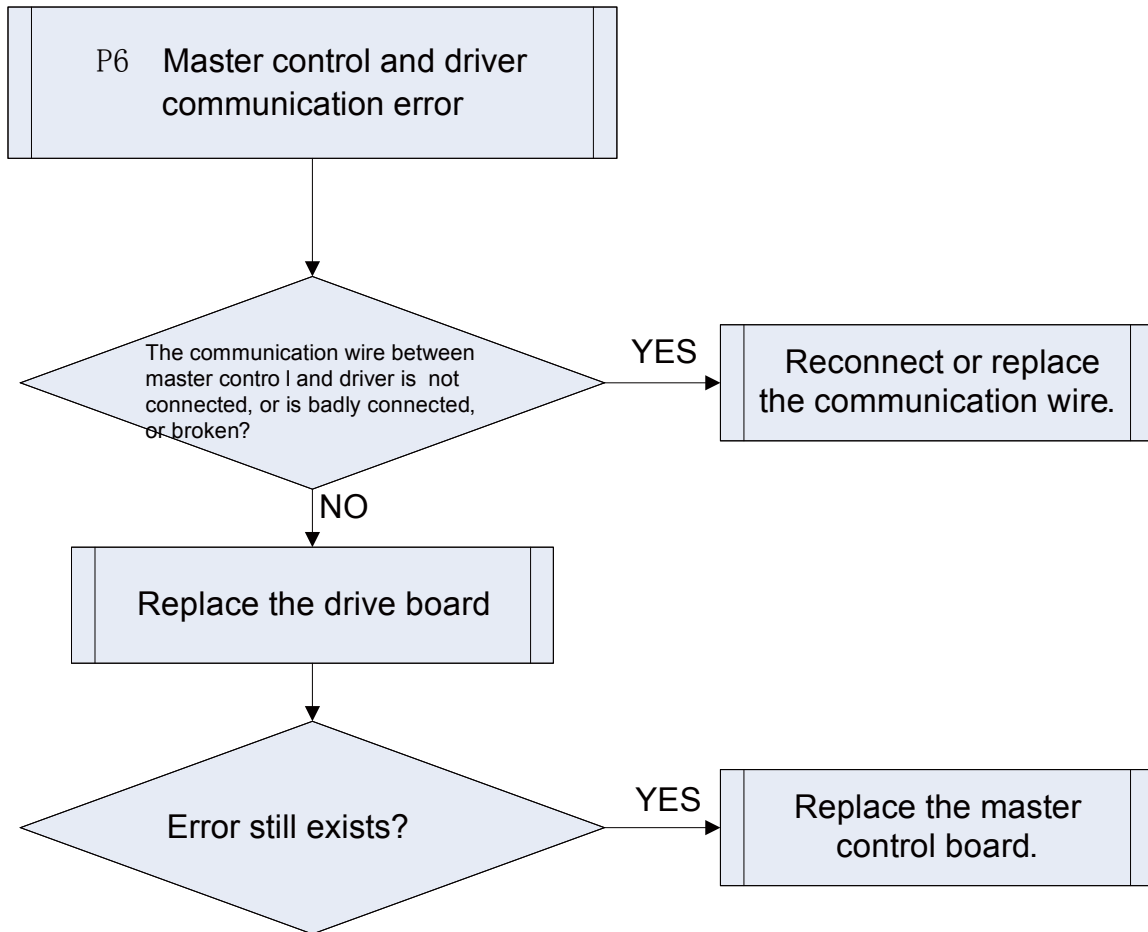 P6 Master control and driver
communication error
The communication wire between
master contro l and driver is not
connected, or is badly connected,
or broken?
YES
Reconnect or replace
the communication wire.
NO
Replace the drive board
Error still exists?
YES
Replace the master
control board.